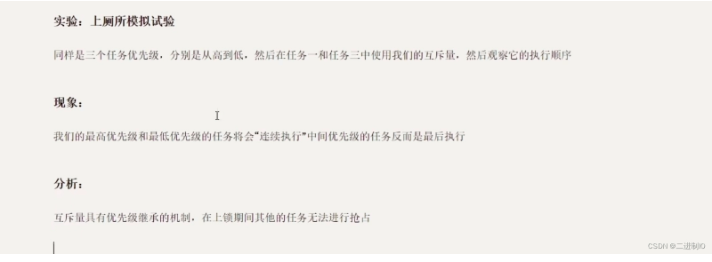 实验：上厕所模拟试验
同样是三个任务优先级，分别是从高到低，然后在任务一和任务三中使用我们的互斥量，然后观察它的执行顺序
现象：
我们的最高优先级和最低优先级的任务将会“连续执行”中间优先级的任务反而是最后执行
分析：
互斥量具有优先级继承的机制，在上锁期间其他的任务无法进行抢占
CSDN @二进制0